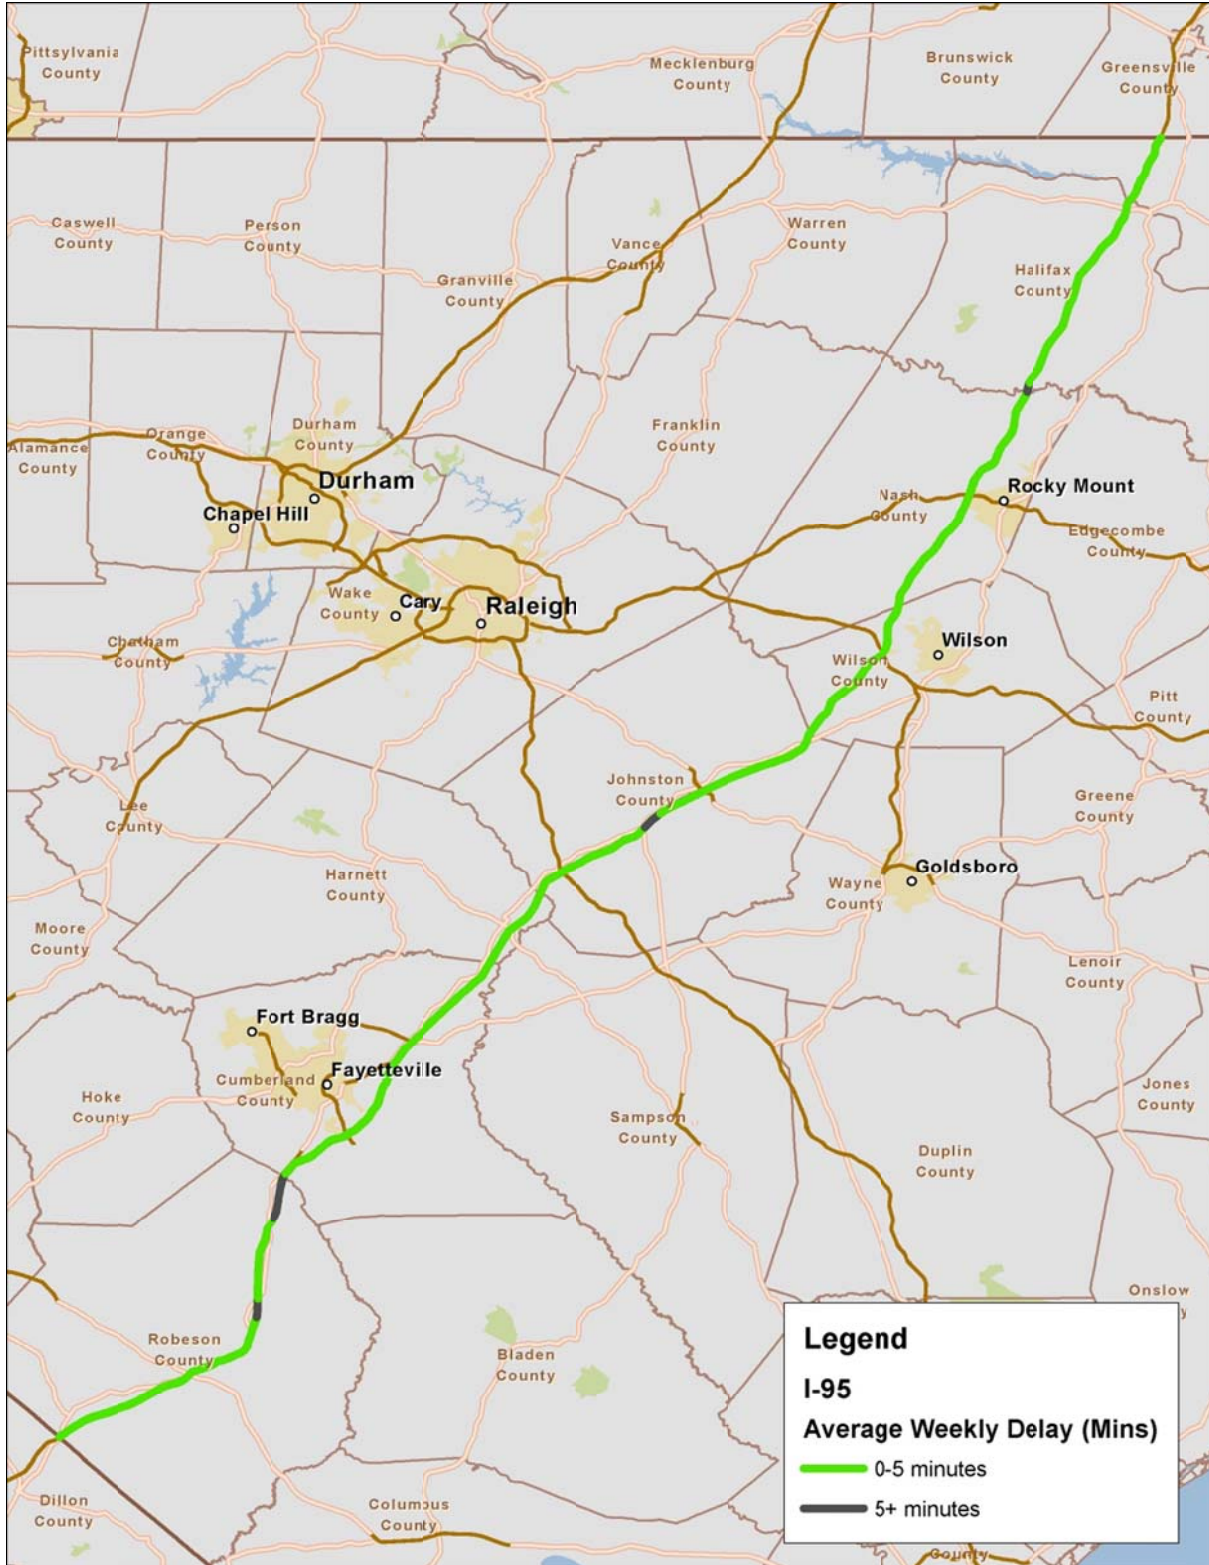 Pittsylvania
County
Mecklenburg
County
Brunswick
County
Greensville
County
Caswell
County
Person
County
Granville
County
Vance
County
Warren
County
Halifax
County
Alamance
County
Orange
County
Durham
County
Durham
Chapel Hill
Franklin
County
Nash
County
Rocky Mount
Edgecombe
County
Wake
County
Cary
Raleigh
Chatham
County
Wilson
County
Wilson
Pitt
County
Lee
County
Johnston
County
Greene
County
Harnett
County
Wayne
County
Goldsboro
Moore
County
Lenoir
County
Fort Bragg
Fayetteville
Cumberland
County
Hoke
County
Sampson
County
Jones
County
Duplin
County
Onslow
Robeson
County
Bladen
County
Dillon
County
Columbus
County
County
Legend
I-95
Average Weekly Delay (Mins)
0-5 minutes
5+ minutes